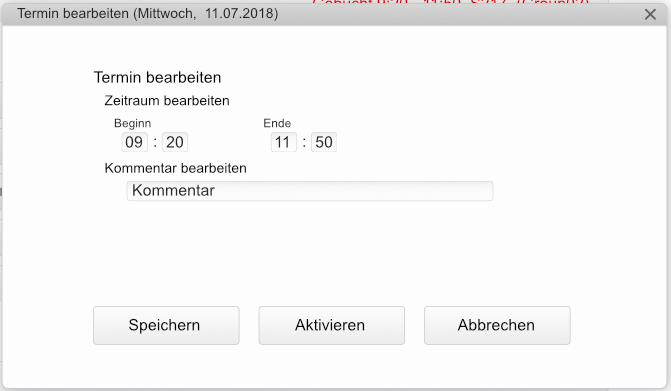 Termin bearbeiten (Mittwoch, 11.07.2018)
Termin bearbeiten
Zeitraum bearbeiten
Beginn Ende
09 : 20 11 : 50
Kommentar bearbeiten
Kommentar
Speichern Aktivieren Abbrechen